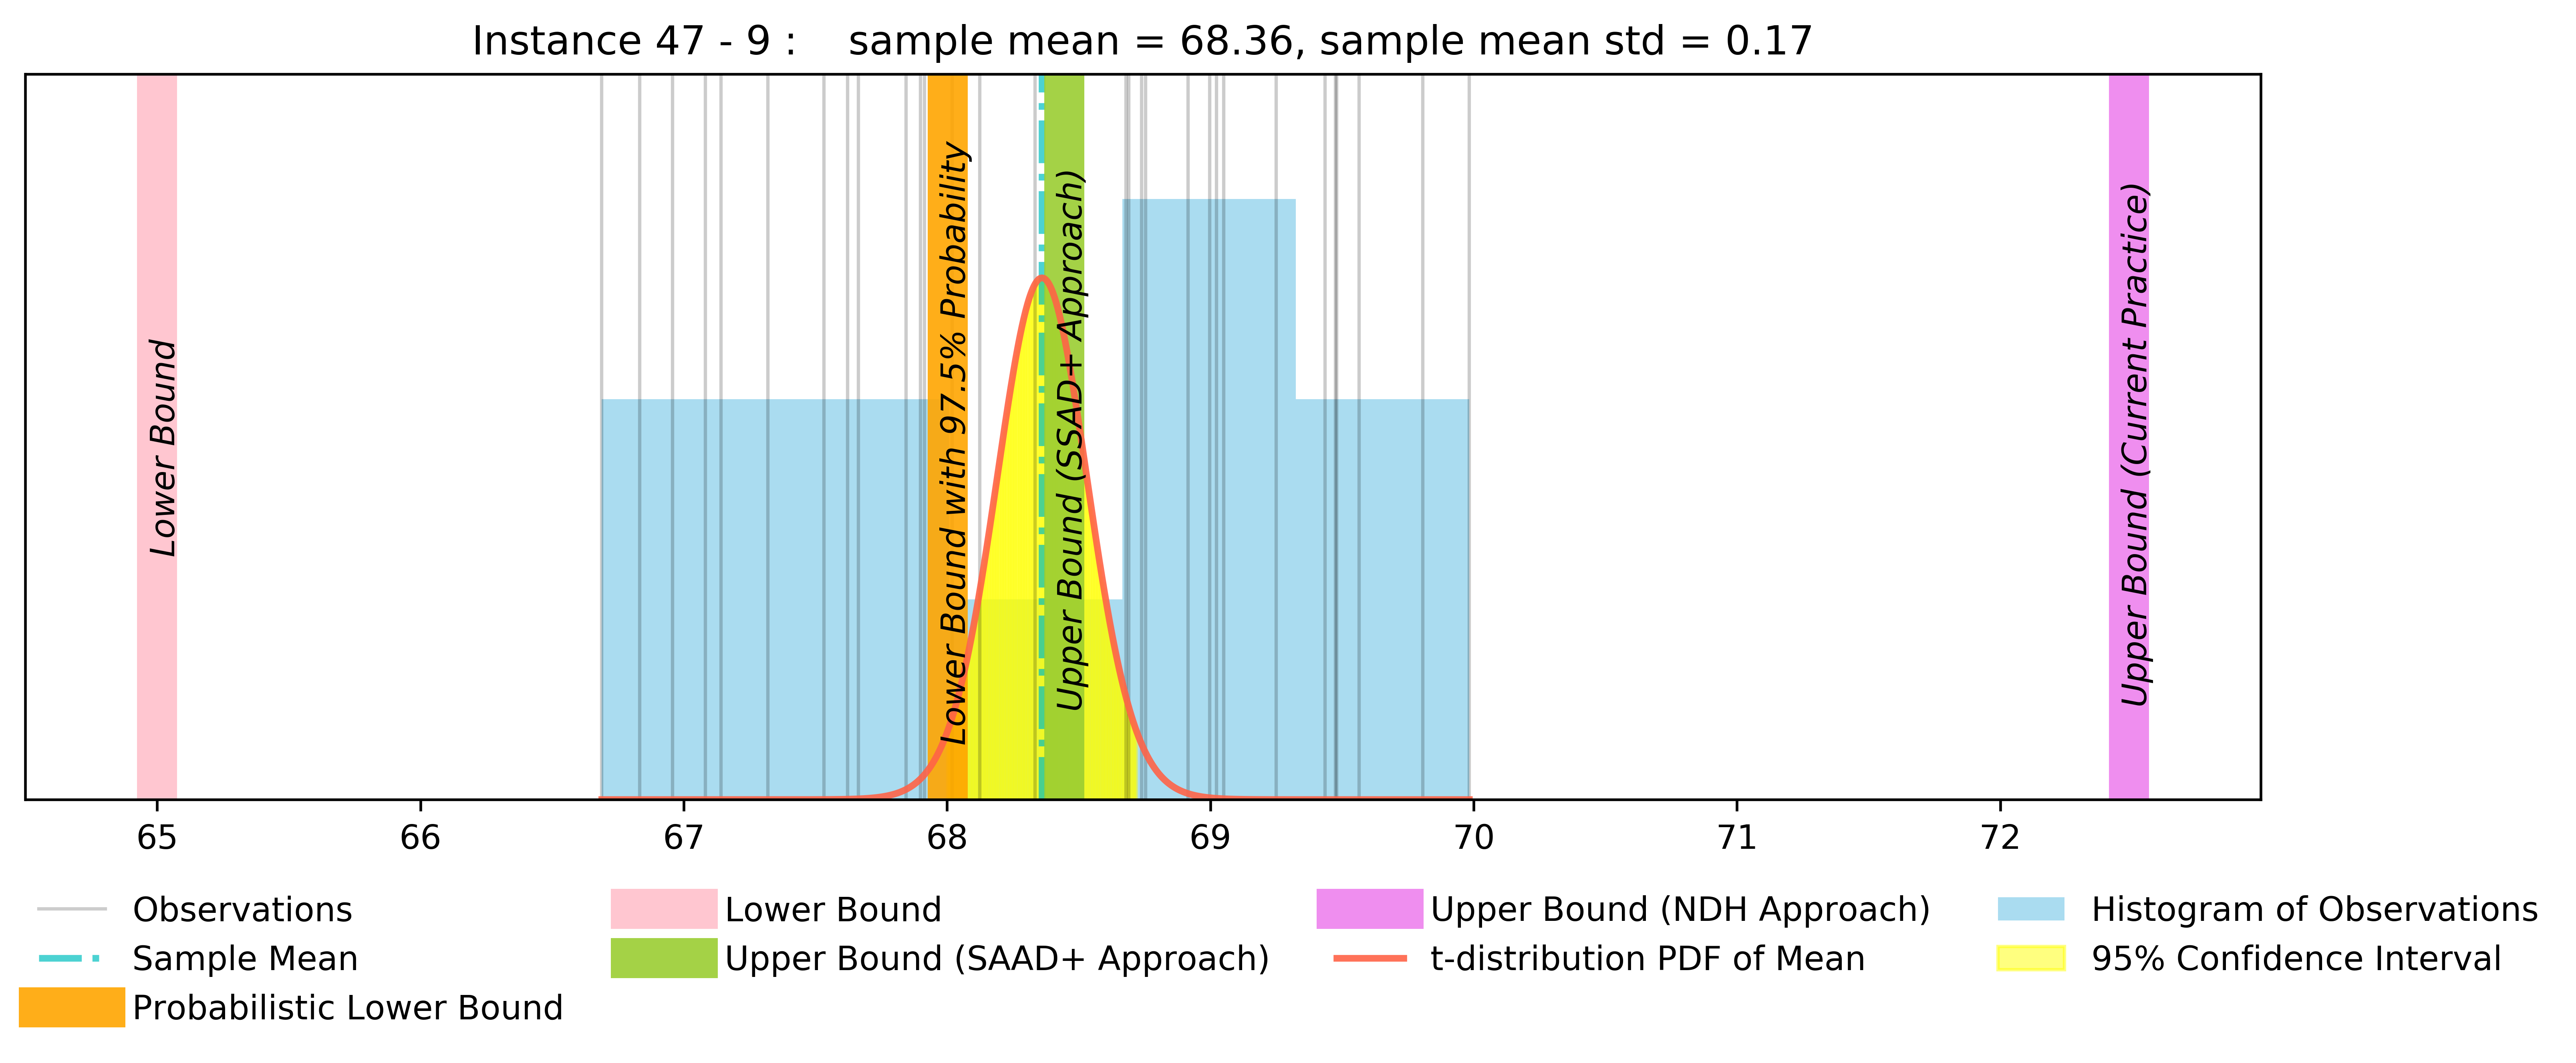 Instance 47 - 9 :    sample mean = 68.36, sample mean std = 0.17
Lower Bound
Lower Bound with 97.5% Probability
Upper Bound (SSAD+ Approach)
Upper Bound (Current Practice)
65 66 67 68 69 70 71 72
Observations
Sample Mean
Probabilistic Lower Bound
Lower Bound
Upper Bound (SAAD+ Approach)
Upper Bound (NDH Approach)
t-distribution PDF of Mean
Histogram of Observations
95% Confidence Interval